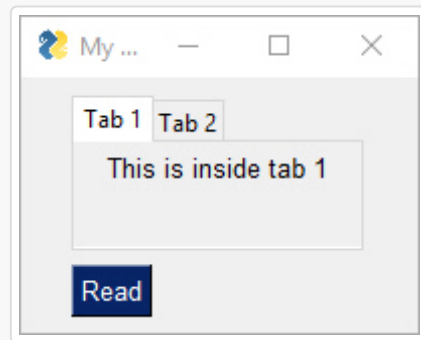 My ...
Tab 1 Tab 2
This is inside tab 1
Read